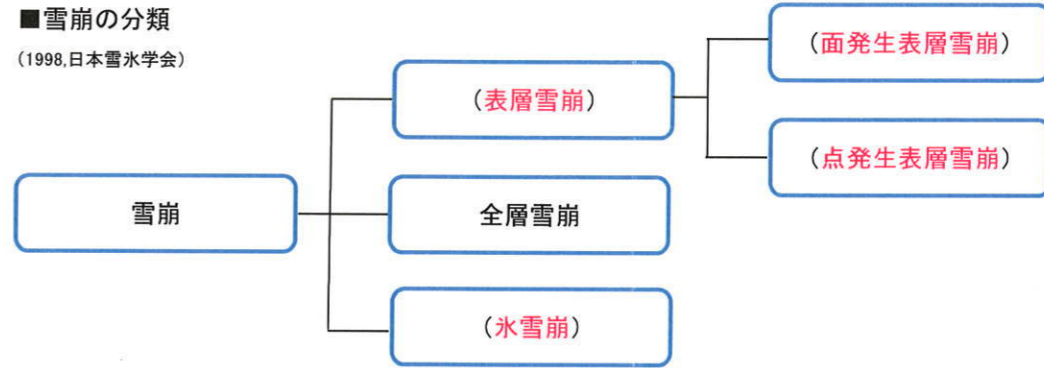 ■雪崩の分類
(1998,日本雪氷学会)
雪崩
(表層雪崩)
全層雪崩
(氷雪崩)
(面発生表層雪崩)
(点発生表層雪崩)